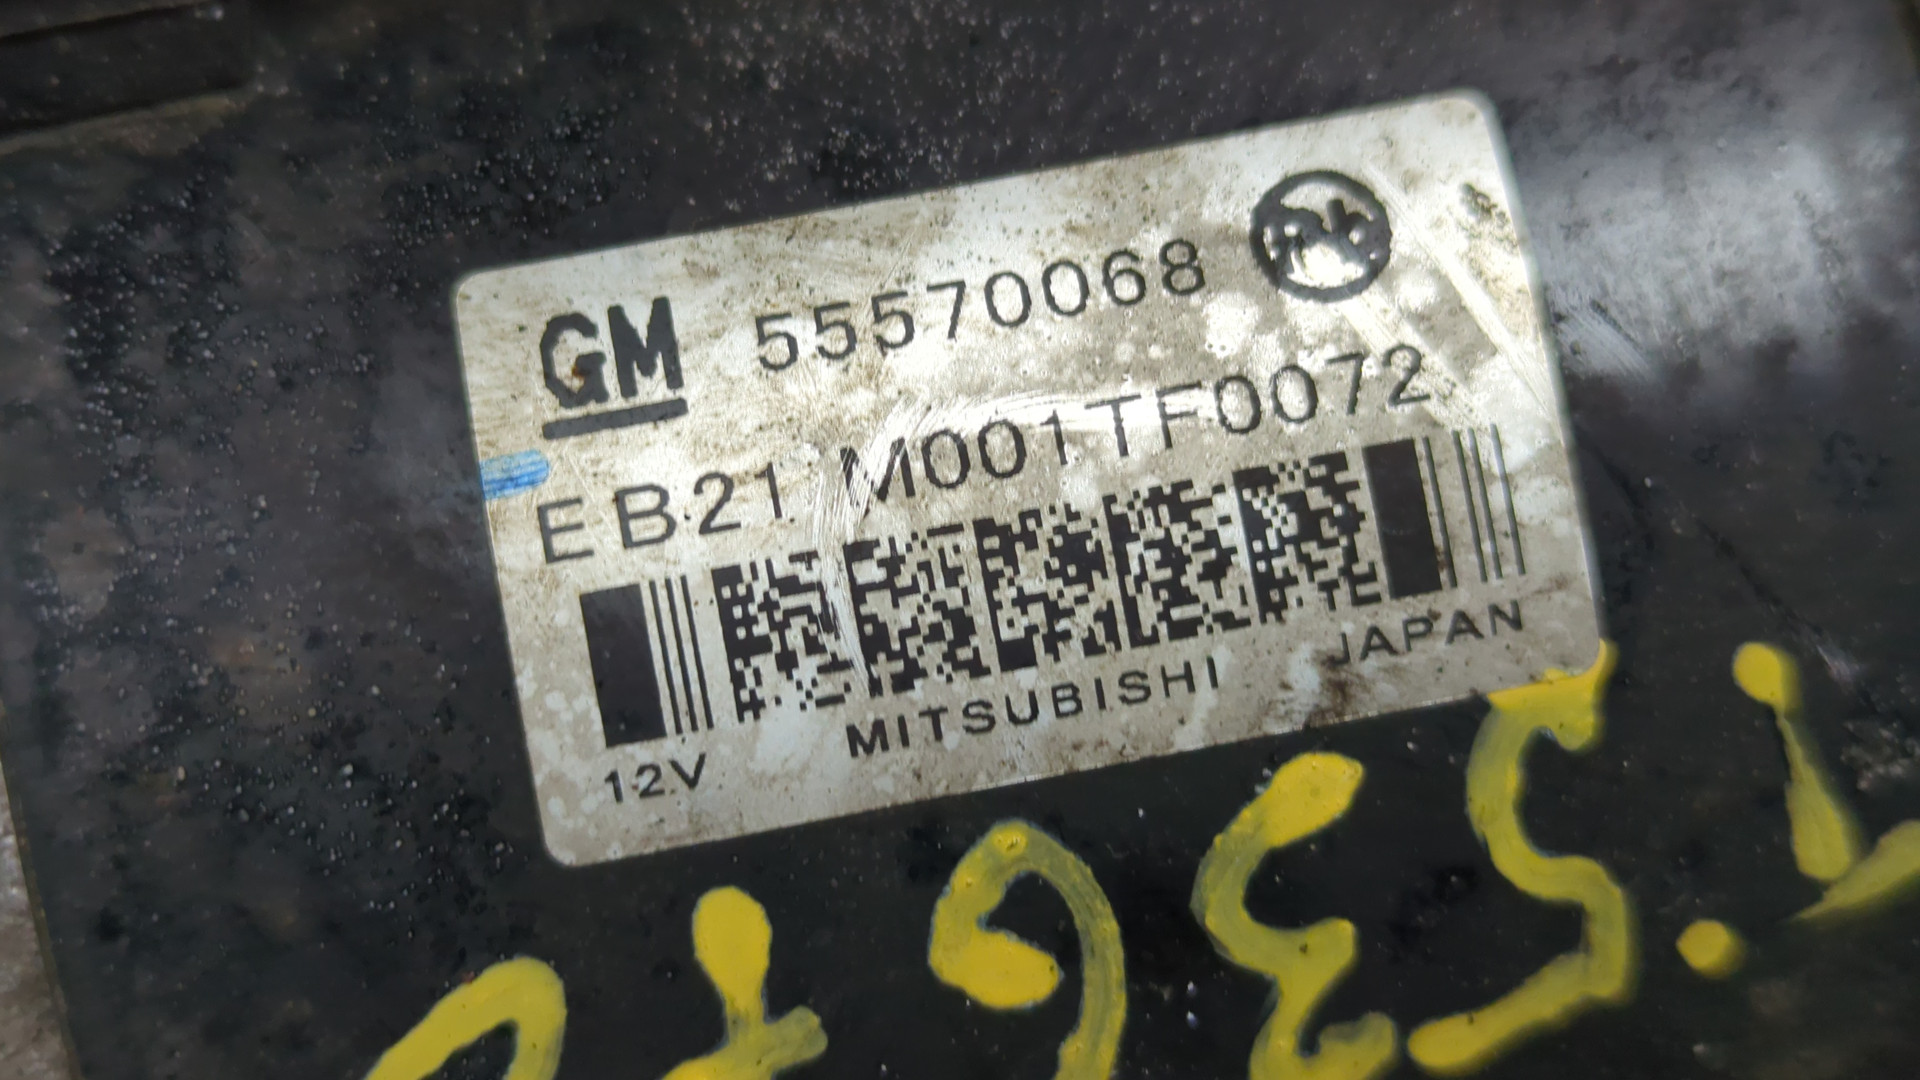 GM 55570068
EB21 M001TF0072
12V MITSUBISHI JAPAN